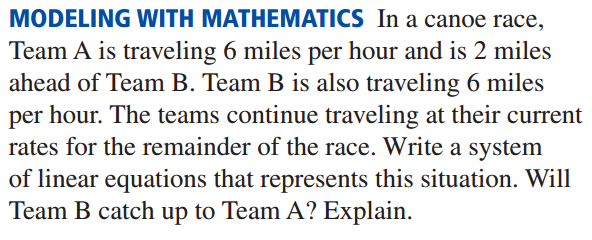 MODELING WITH MATHEMATICS In a canoe race,
Team A is traveling 6 miles per hour and is 2 miles
ahead of Team B. Team B is also traveling 6 miles
per hour. The teams continue traveling at their current
rates for the remainder of the race. Write a system
of linear equations that represents this situation. Will
Team B catch up to Team A? Explain.